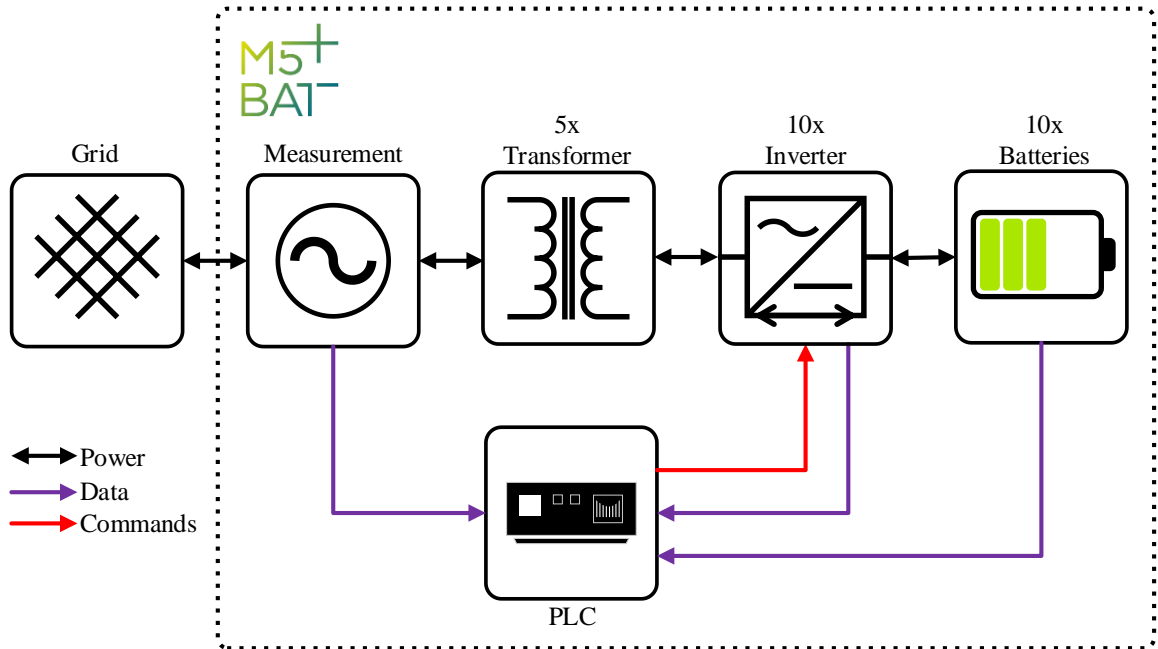 M5
BAT
5x
10x
10x
Grid
Measurement
Transformer
Inverter
Batteries
Power
Data
Commands
PLC